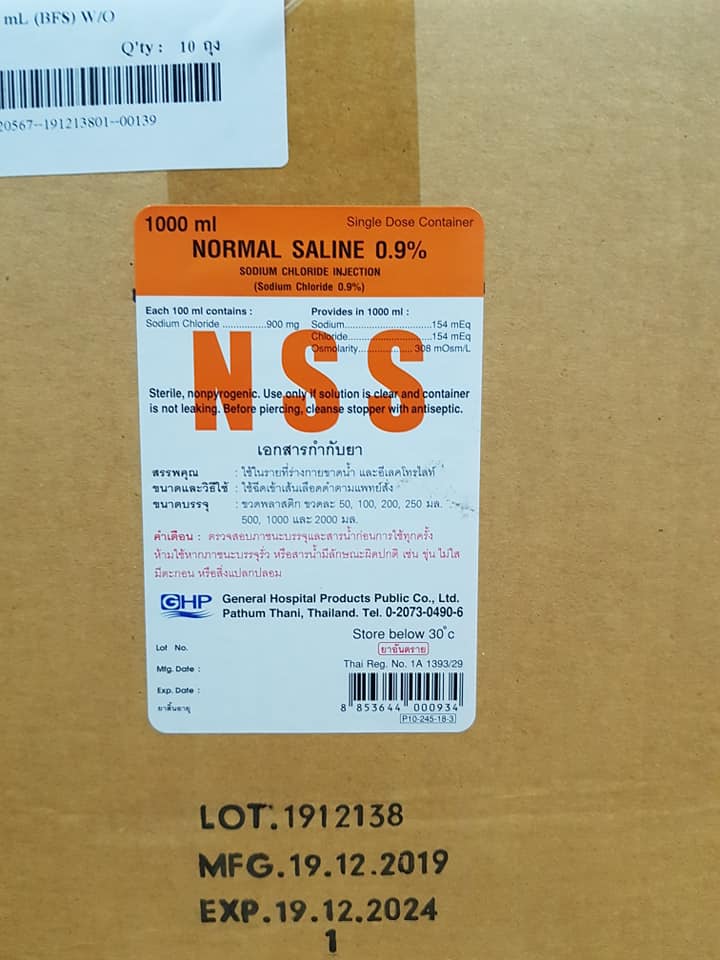 mL (BFS) W/O
Q'ty : 10 ถุง
20567--191213801--00139
1000 ml
Single Dose Container
NORMAL SALINE 0.9%
SODIUM CHLORIDE INJECTION
(Sodium Chloride 0.9%)
Each 100 ml contains :
Sodium Chloride ..............900 mg
Provides in 1000 ml :
Sodium............................154 mEq
Chloride...........................154 mEq
Osmolarity................. 308 mOsm/L
NSS
Sterile, nonpyrogenic. Use only if solution is clear and container
is not leaking. Before piercing, cleanse stopper with antiseptic.
เอกสารกำกับยา
สรรพคุณ : ใช้ในรายที่ร่างกายขาดน้ำ และอีเลคโทรไลท์
ขนาดและวิธีใช้ : ใช้ฉีดเข้าเส้นเลือดดำตามแพทย์สั่ง
ขนาดบรรจุ : ขวดพลาสติก ขวดละ 50, 100, 200, 250 มล.
500, 1000 และ 2000 มล.
คำเตือน : ตรวจสอบภาชนะบรรจุและสารน้ำก่อนการใช้ทุกครั้ง
ห้ามใช้หากภาชนะบรรจุรั่ว หรือสารน้ำมีลักษณะผิดปกติ เช่น ขุ่น ไม่ใส
มีตะกอน หรือสิ่งแปลกปลอม
GHP
General Hospital Products Public Co., Ltd.
Pathum Thani, Thailand. Tel. 0-2073-0490-6
Store below 30°c
ยาอันตราย
Thai Reg. No. 1A 1393/29
Lot No.
Mfg. Date :
Exp. Date :
ยาสิ้นอายุ
8 853644 000934
P10-245-18-3
LOT.1912138
MFG.19.12.2019
EXP.19.12.2024
1